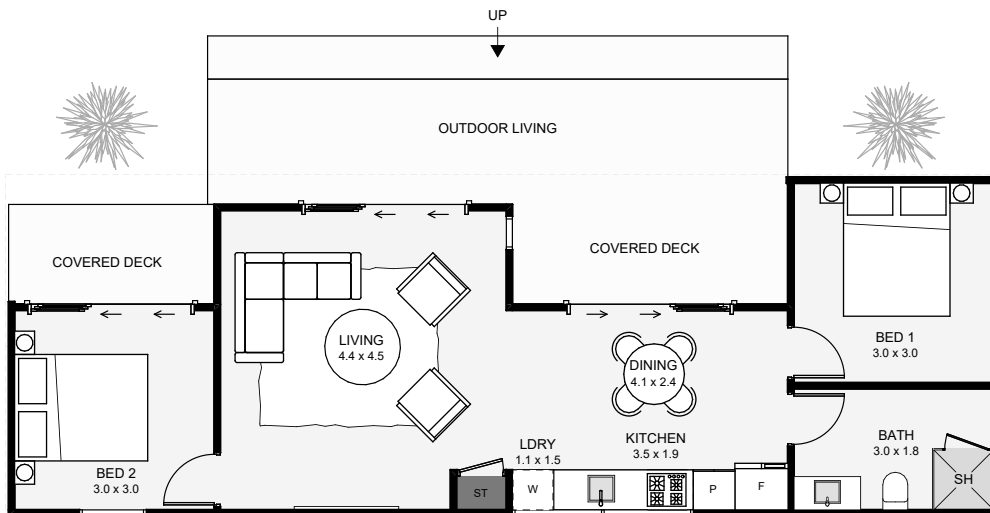 UP
OUTDOOR LIVING
COVERED DECK
COVERED DECK
LIVING
4.4 x 4.5
DINING
4.1 x 2.4
BED 1
3.0 x 3.0
BED 2
3.0 x 3.0
LDRY
1.1 x 1.5
KITCHEN
3.5 x 1.9
BATH
3.0 x 1.8
ST
W
P
F
SH